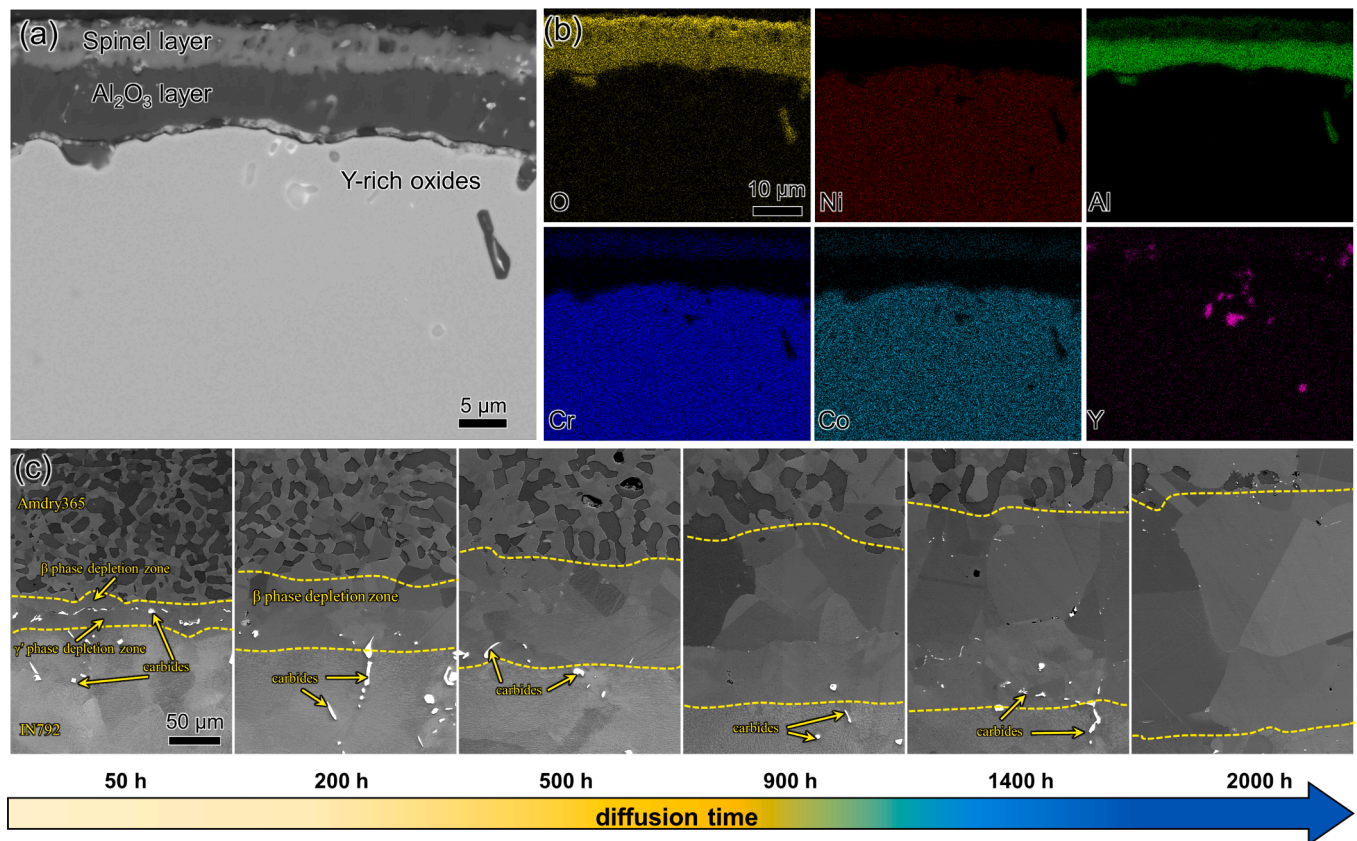 (a)
Spinel layer
Al₂O₃ layer
Y-rich oxides
5 μm
(b)
O
10 μm
Ni
Al
Cr
Co
Y
(c)
Amdry365
β phase depletion zone
γ' phase depletion zone
carbides
IN792
50 μm
β phase depletion zone
carbides
carbides
carbides
carbides
50 h
200 h
500 h
900 h
1400 h
2000 h
diffusion time